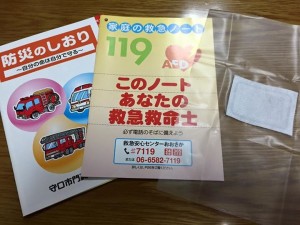 防災のしおり
～自分の命は自分で守る～
守口市門真
家庭の救急ノート
119
AED
このノート
あなたの
救急救命士
必ず電話のそばに備えよう
救急安心センターおおさか
#7119
06-6582-7119